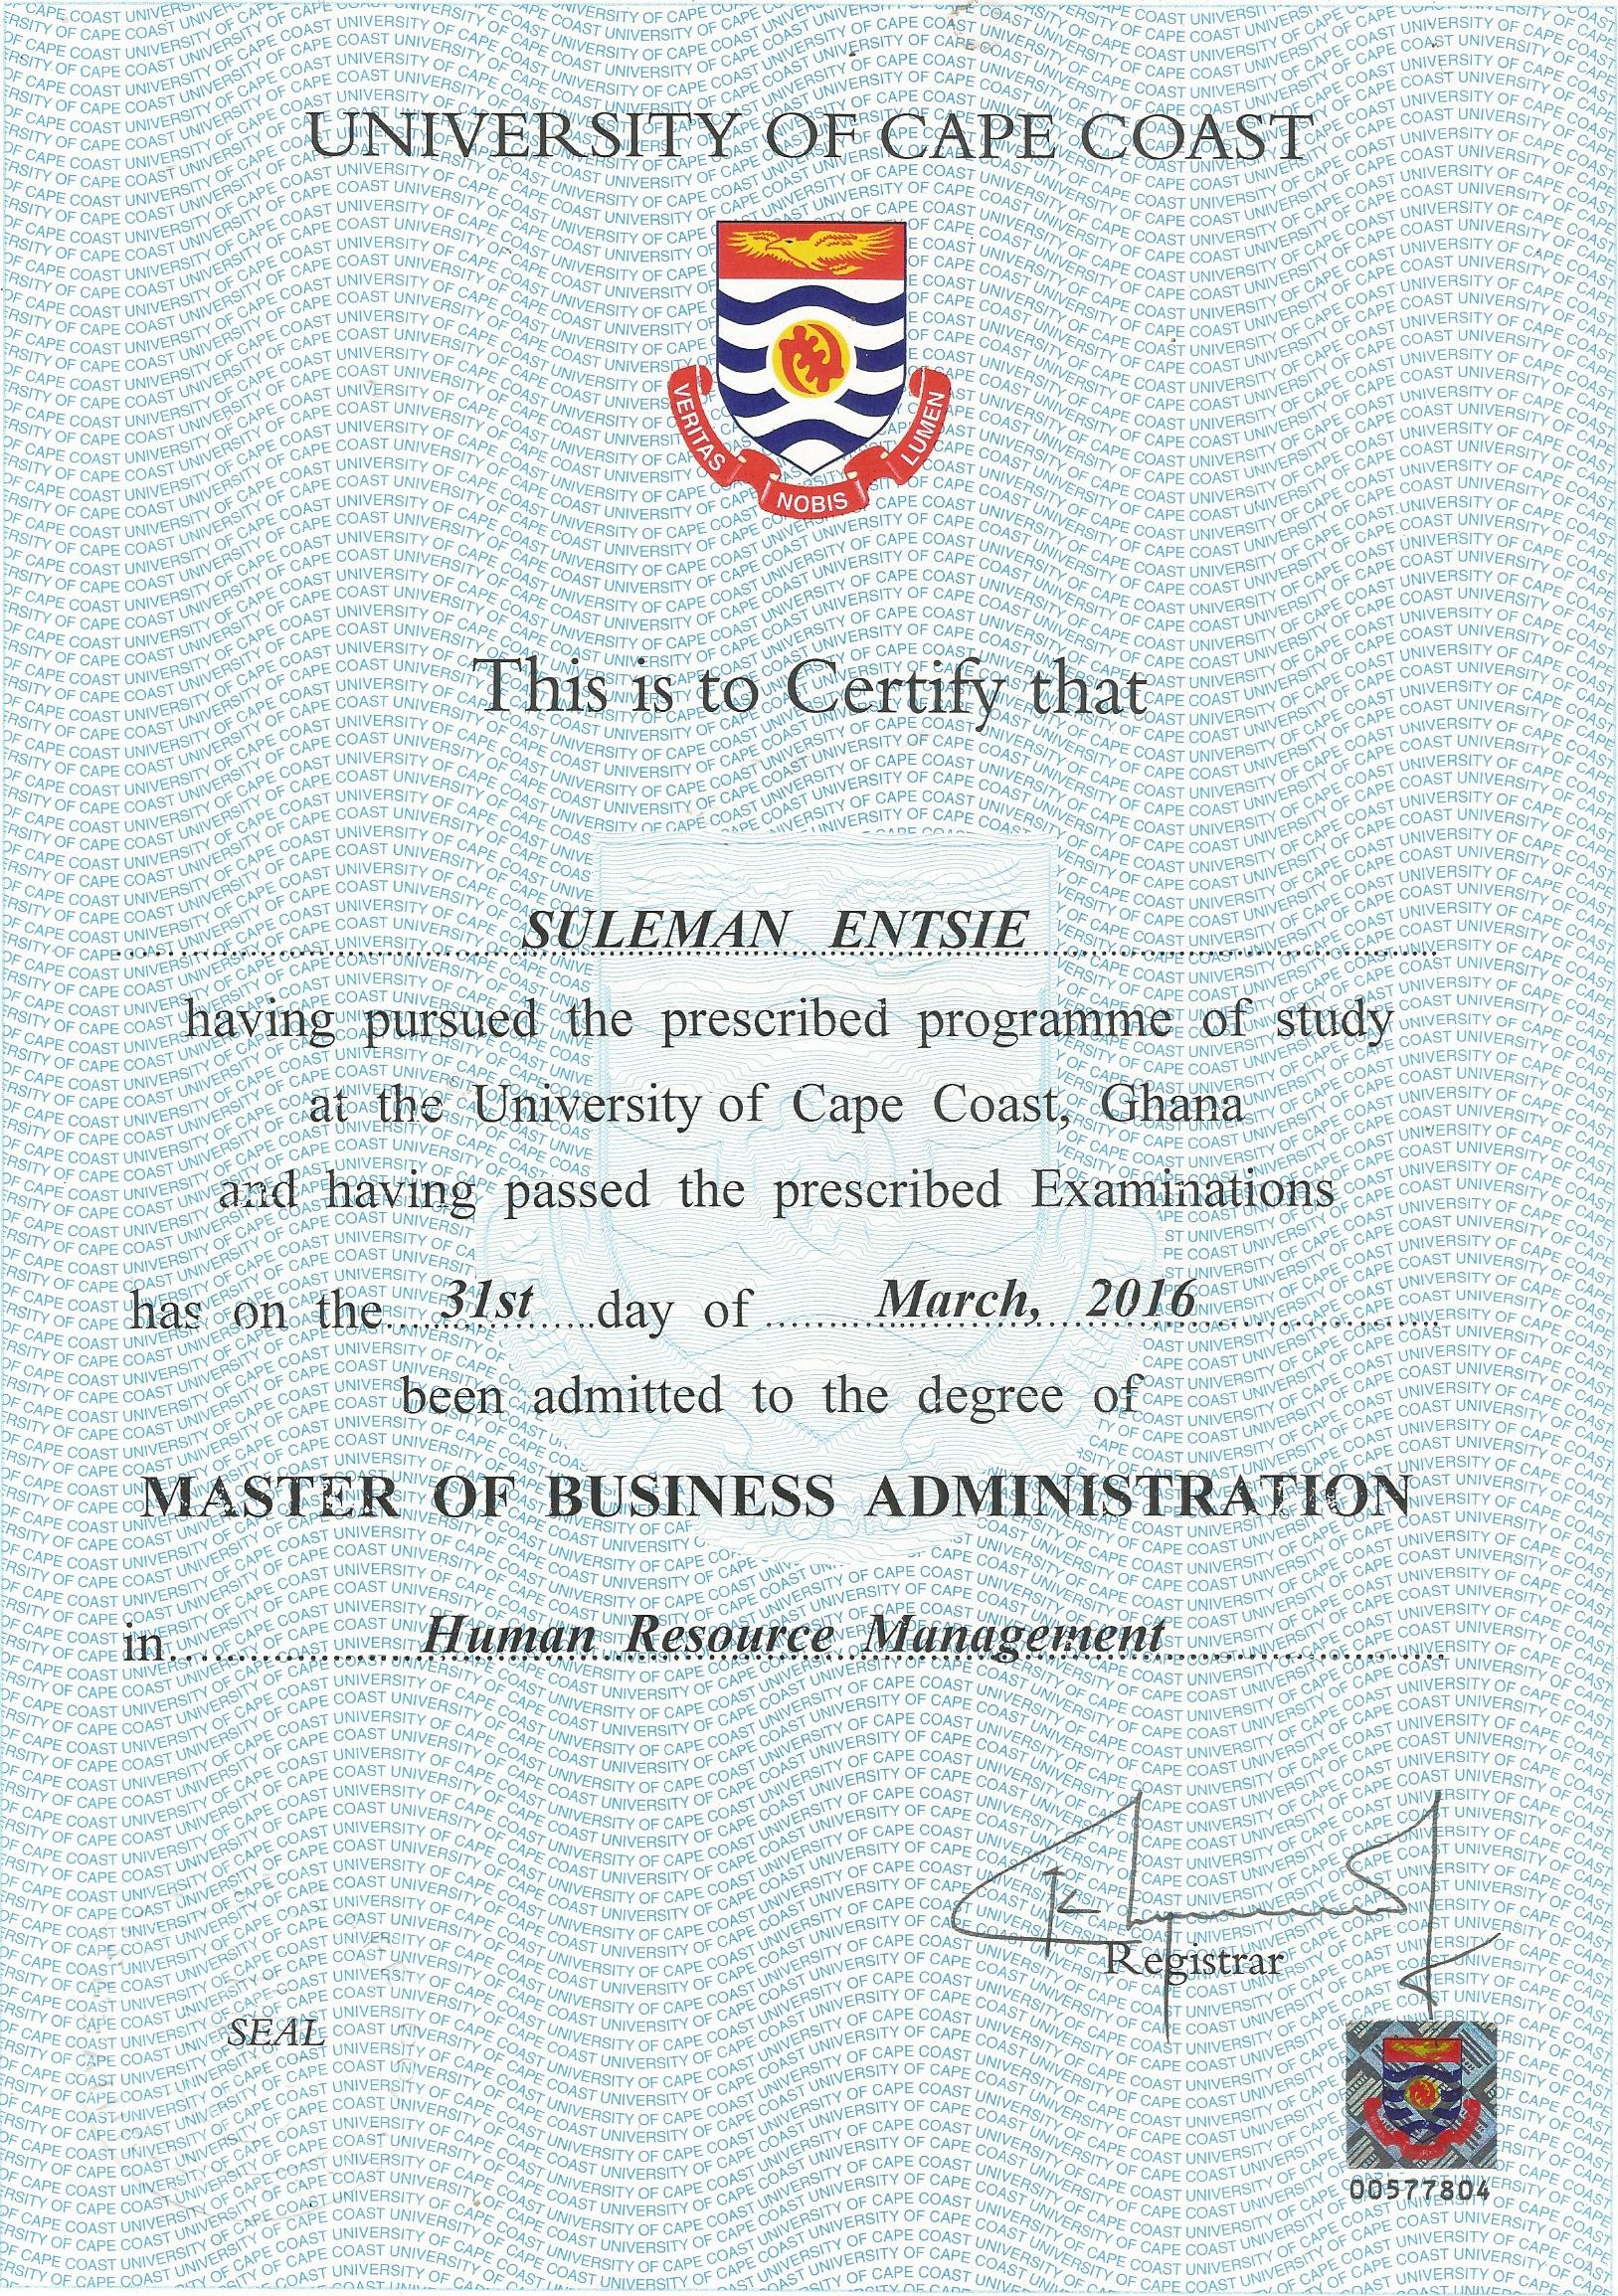 UNIVERSITY OF CAPE COAST
VERITAS
NOBIS
LUMEN
This is to Certify that
SULEMAN ENTSIE
having pursued the prescribed programme of study
at the University of Cape Coast, Ghana
and having passed the prescribed Examinations
has on the 31st day of March, 2016
been admitted to the degree of
MASTER OF BUSINESS ADMINISTRATION
in Human Resource Management
Registrar
SEAL
00577804